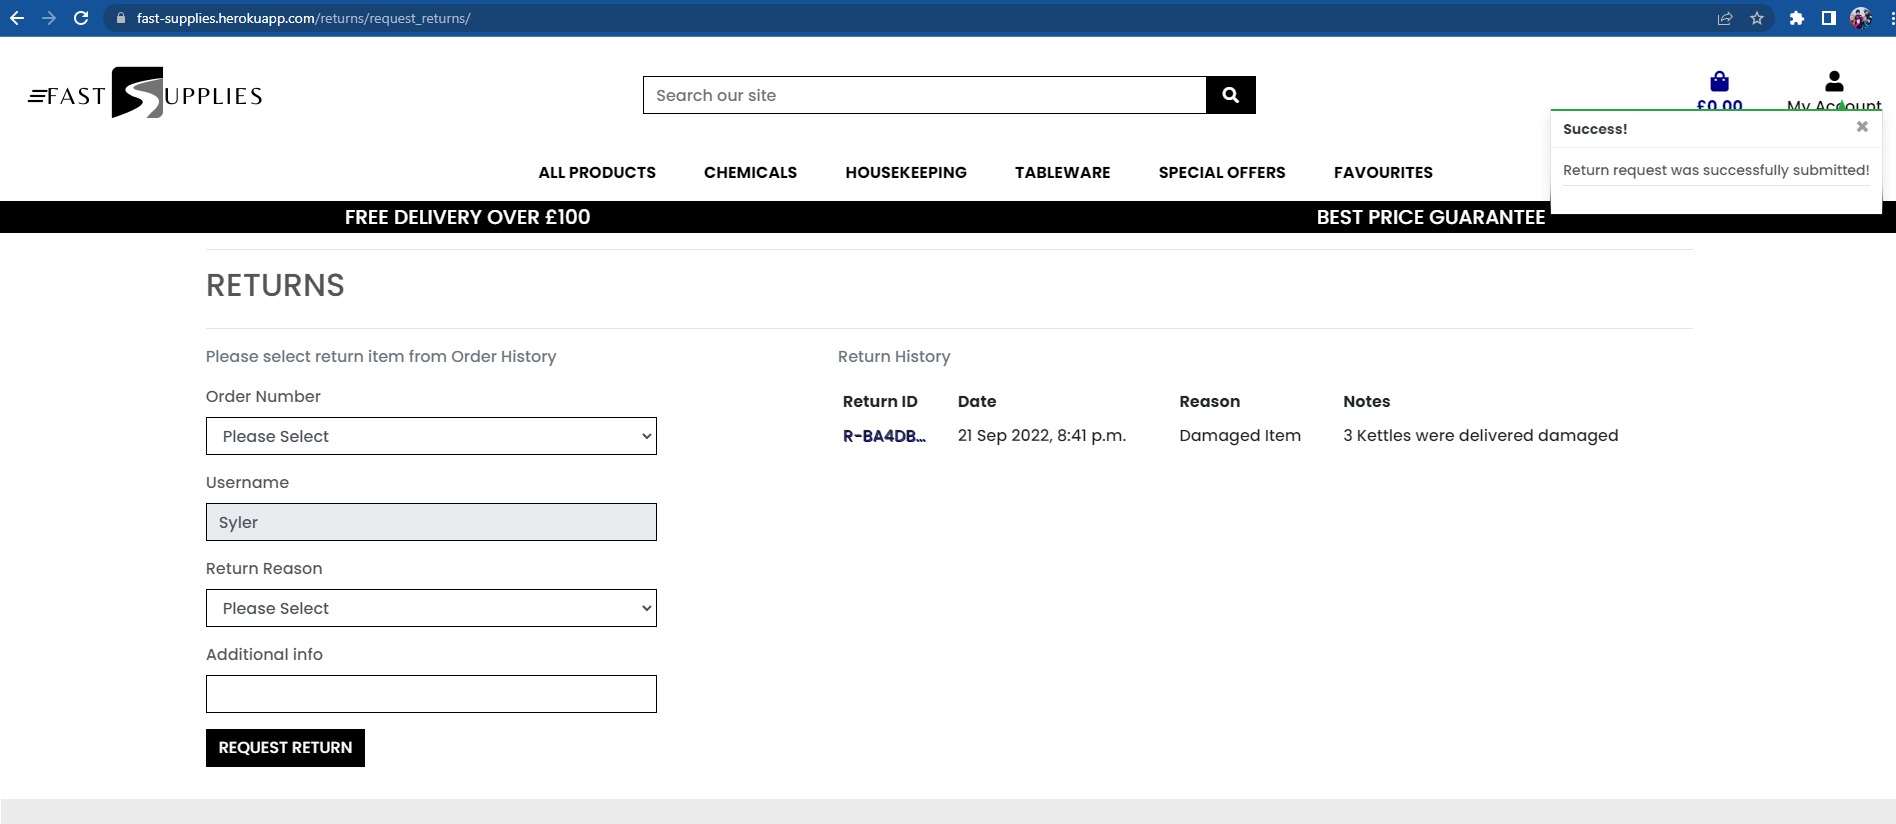 fast-supplies.herokuapp.com/returns/request_returns/
FAST SUPPLIES
Search our site
£0.00
My Account
Success!
Return request was successfully submitted!
ALL PRODUCTS CHEMICALS HOUSEKEEPING TABLEWARE SPECIAL OFFERS FAVOURITES
FREE DELIVERY OVER £100 BEST PRICE GUARANTEE
RETURNS
Please select return item from Order History
Order Number
Please Select
Username
Syler
Return Reason
Please Select
Additional info
REQUEST RETURN
Return History
Return ID Date Reason Notes
R-BA4DB... 21 Sep 2022, 8:41 p.m. Damaged Item 3 Kettles were delivered damaged